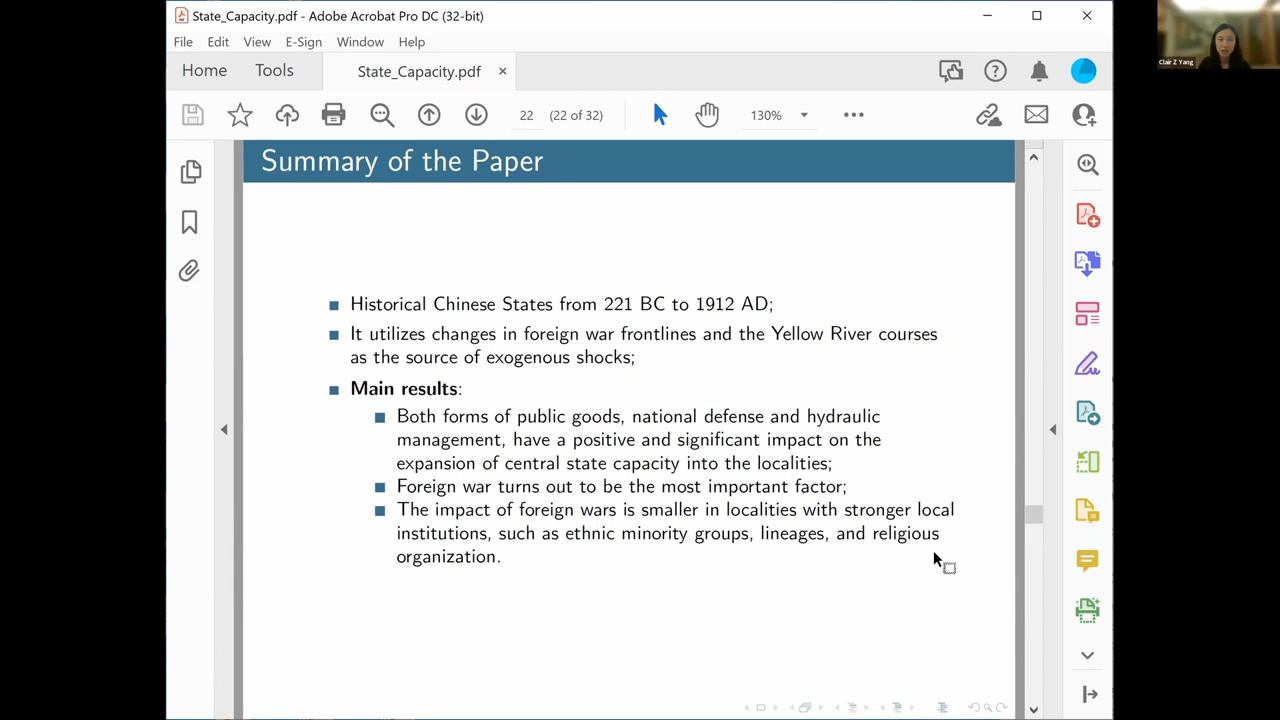 State_Capacity.pdf - Adobe Acrobat Pro DC (32-bit)
File Edit View E-Sign Window Help
Home Tools State_Capacity.pdf ×
22 (22 of 32) 130%
Summary of the Paper
Historical Chinese States from 221 BC to 1912 AD;
It utilizes changes in foreign war frontlines and the Yellow River courses
as the source of exogenous shocks;
Main results:
Both forms of public goods, national defense and hydraulic
management, have a positive and significant impact on the
expansion of central state capacity into the localities;
Foreign war turns out to be the most important factor;
The impact of foreign wars is smaller in localities with stronger local
institutions, such as ethnic minority groups, lineages, and religious
organization.
Clair Z Yang